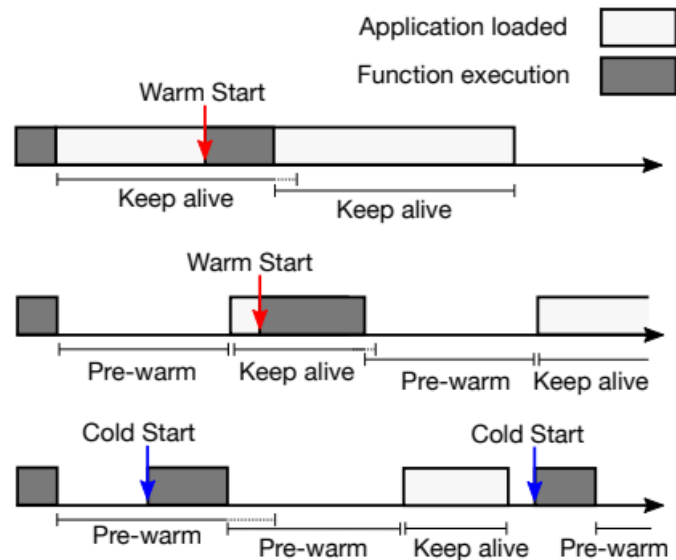 Application loaded
Function execution
Warm Start
Keep alive
Keep alive
Warm Start
Pre-warm
Keep alive
Pre-warm
Keep alive
Cold Start
Cold Start
Pre-warm
Pre-warm
Keep alive
Pre-warm